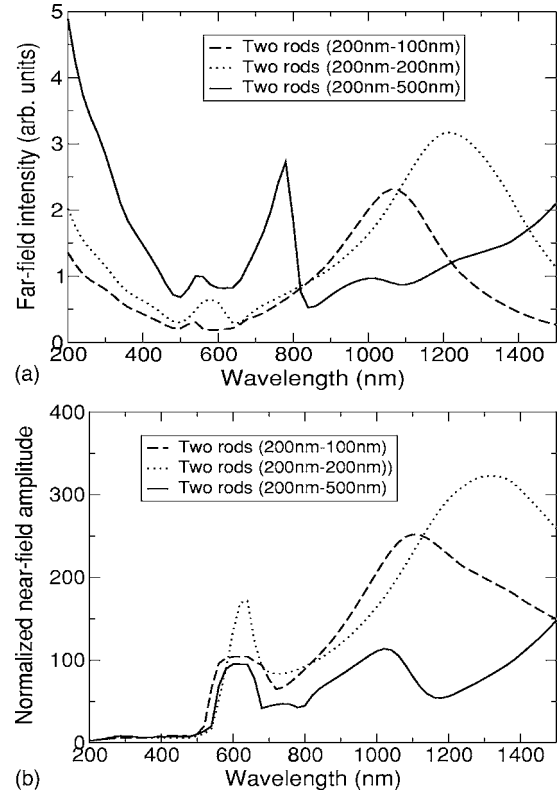 5
4
3
2
1
0
Far-field intensity (arb. units)
Two rods (200nm-100nm)
Two rods (200nm-200nm)
Two rods (200nm-500nm)
200 400 600 800 1000 1200 1400
Wavelength (nm)
(a)
400
300
200
100
0
Normalized near-field amplitude
Two rods (200nm-100nm)
Two rods (200nm-200nm))
Two rods (200nm-500nm)
200 400 600 800 1000 1200 1400
Wavelength (nm)
(b)